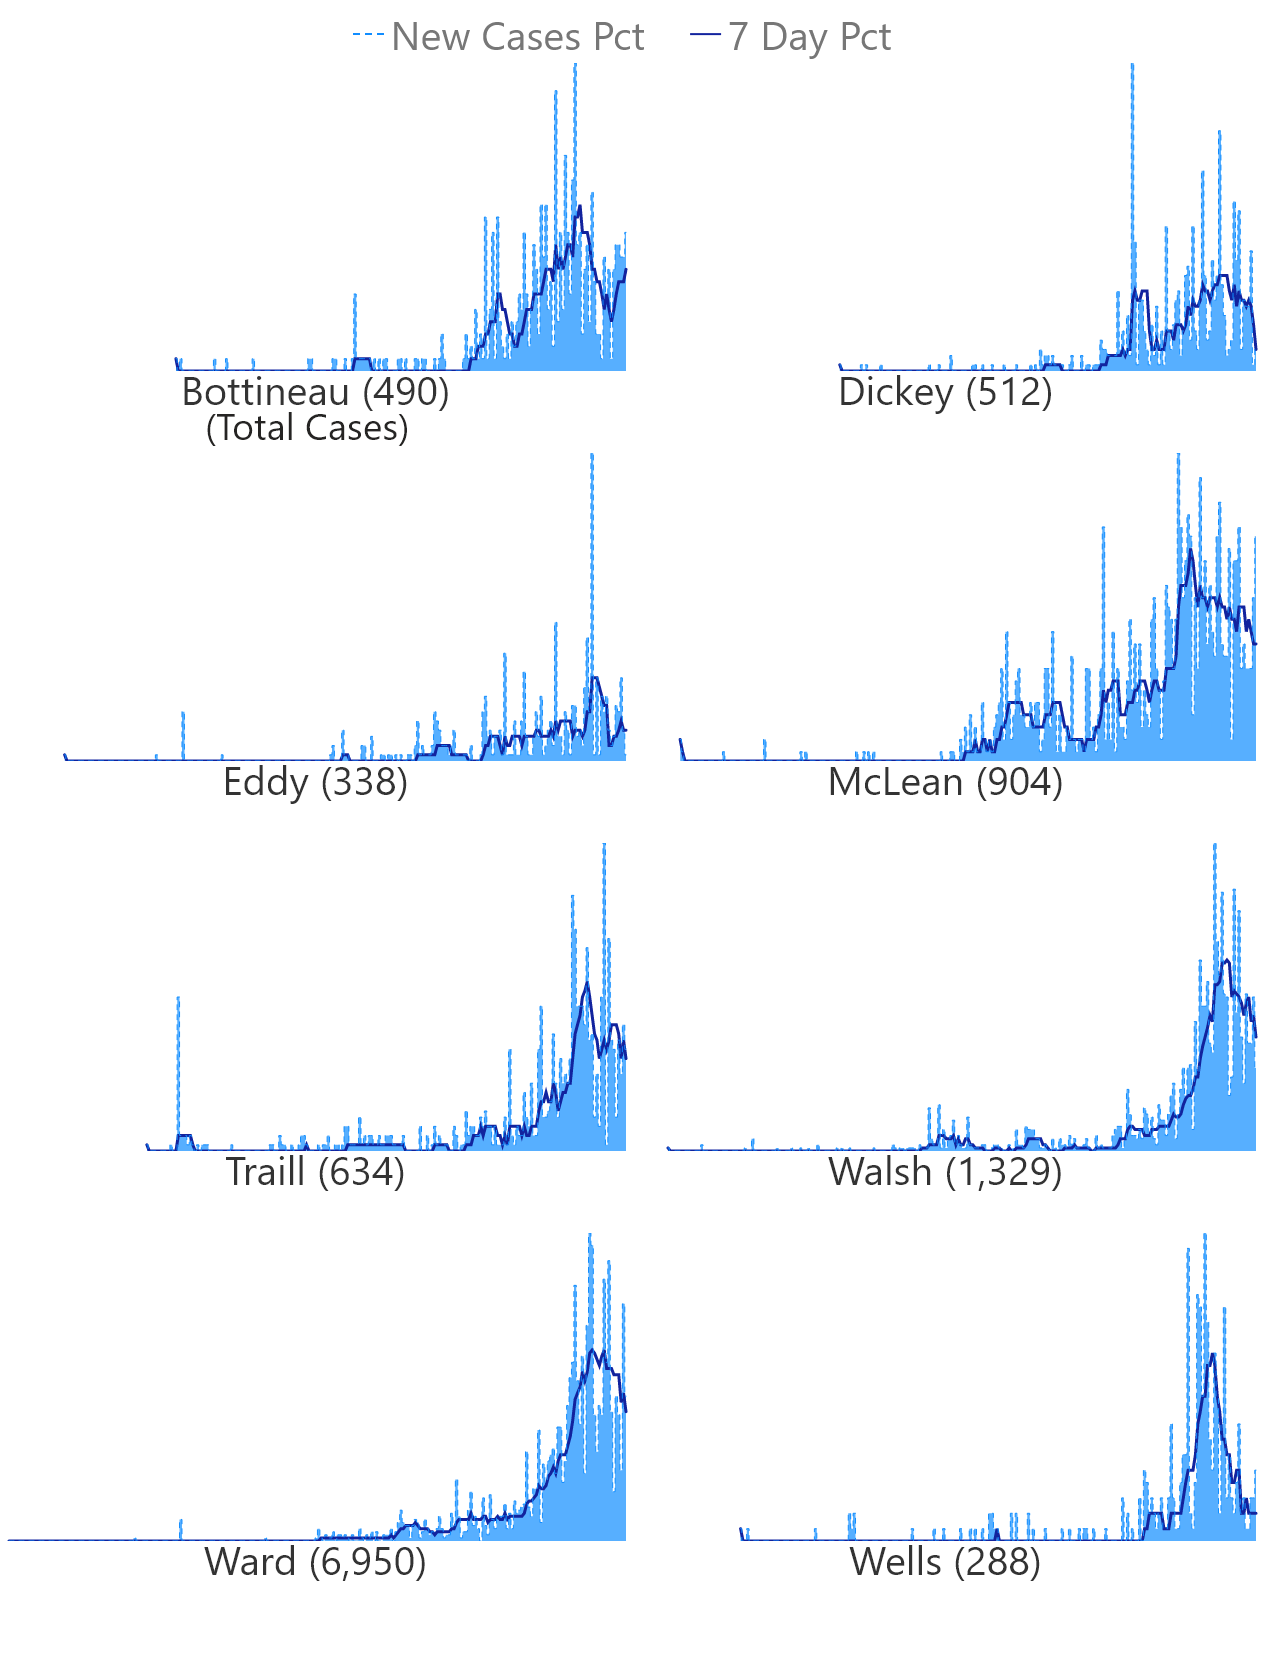 New Cases Pct 7 Day Pct
Bottineau (490) Dickey (512)
(Total Cases)
Eddy (338) McLean (904)
Traill (634) Walsh (1,329)
Ward (6,950) Wells (288)